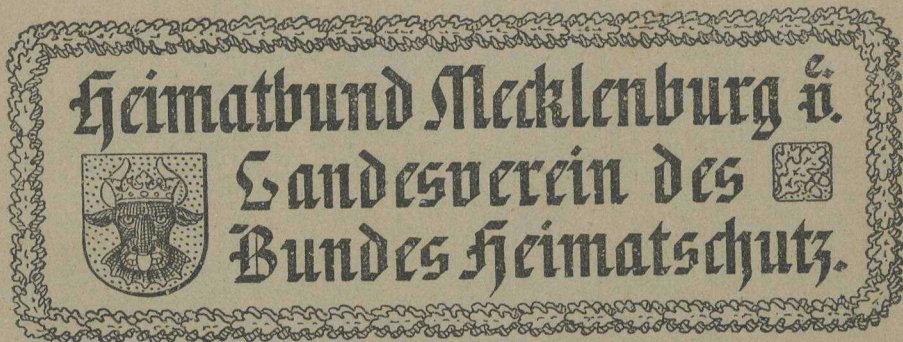 Heimatbund Mecklenburg e. V.
Landesverein des
Bundes Heimatschutz.